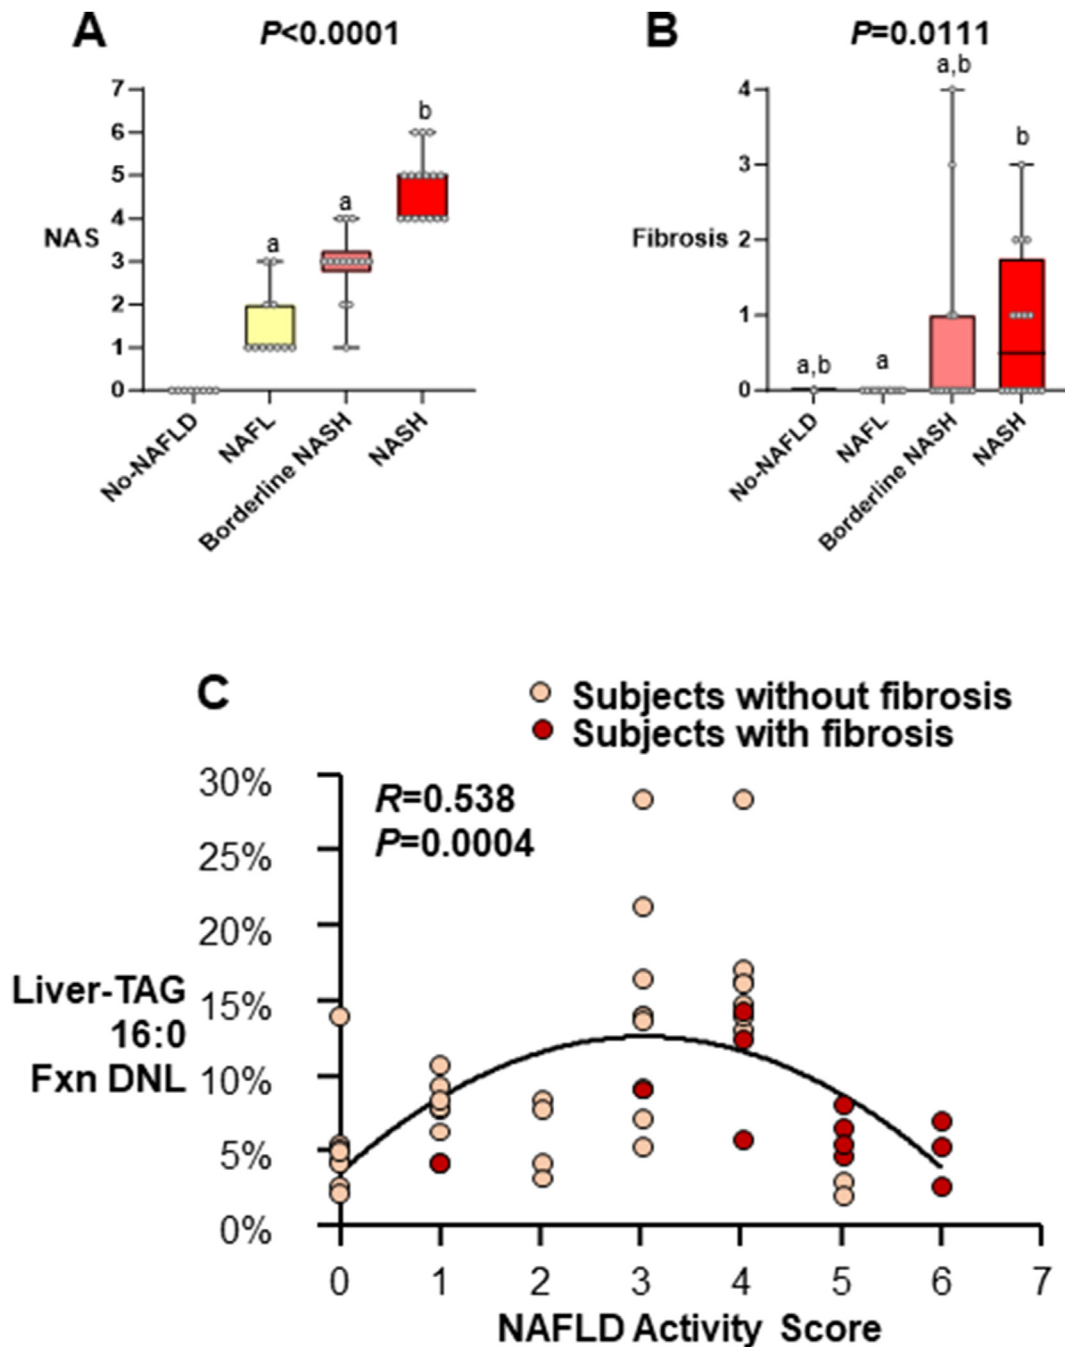 A
P<0.0001
7
6
5
4
3
2
1
0
NAS
a
a
b
No-NAFLD
NAFL
Borderline NASH
NASH
B
P=0.0111
4
3
2
1
0
Fibrosis
a,b
a
a,b
b
No-NAFLD
NAFL
Borderline NASH
NASH
C
Subjects without fibrosis
Subjects with fibrosis
R=0.538
P=0.0004
30%
25%
20%
15%
10%
5%
0%
Liver-TAG
16:0
Fxn DNL
0 1 2 3 4 5 6 7
NAFLD Activity Score